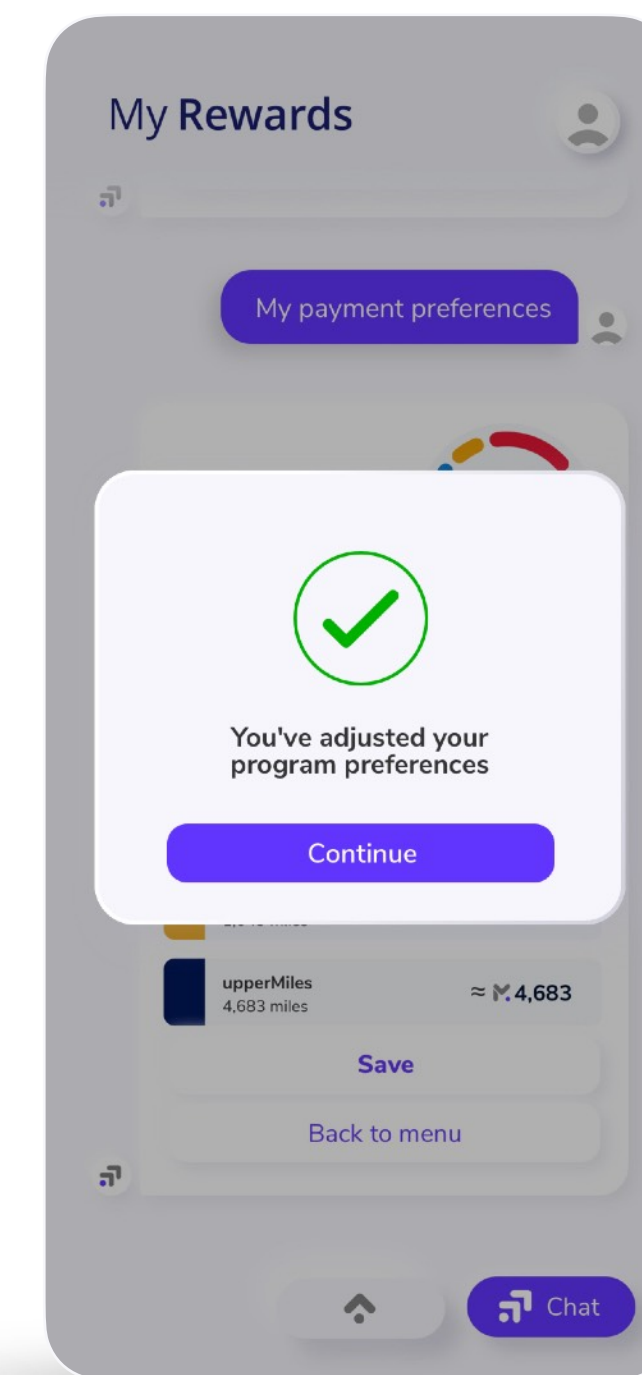 My Rewards
My payment preferences
You've adjusted your
program preferences
Continue
upperMiles
4,683 miles
≈ M. 4,683
Save
Back to menu
Chat